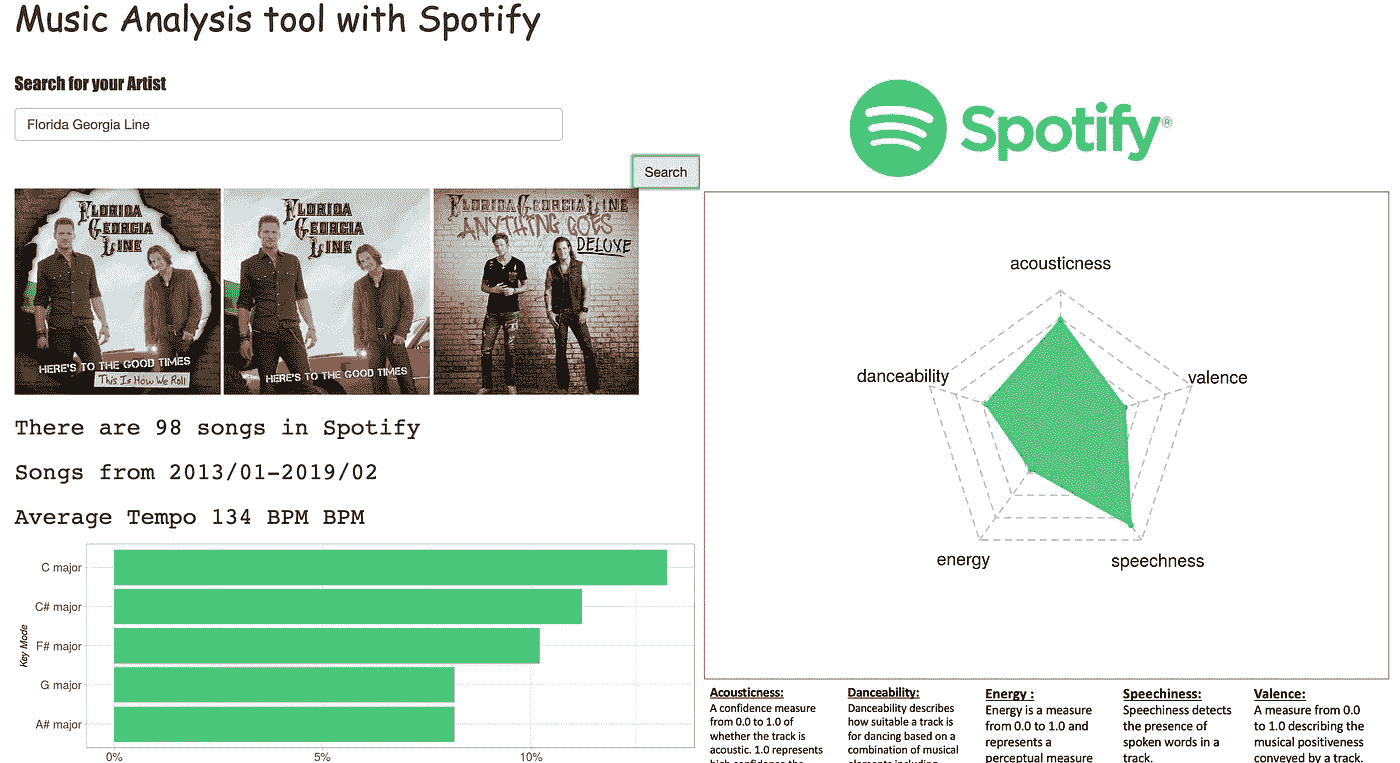 Music Analysis tool with Spotify
Search for your Artist
Florida Georgia Line
Search
FLORIDA
GEORGIA
LINE
HERE'S TO THE GOOD TIMES
This Is How We Roll
FLORIDA
GEORGIA
LINE
HERE'S TO THE GOOD TIMES
FLORIDA GEORGIA LINE
ANYTHING GOES
DELUXE
There are 98 songs in Spotify
Songs from 2013/01-2019/02
Average Tempo 134 BPM BPM
Key Mode
C major
C# major
F# major
G major
A# major
0%
5%
10%
Spotify®
acousticness
danceability
valence
energy
speechness
Acousticness:
A confidence measure
from 0.0 to 1.0 of
whether the track is
acoustic. 1.0 represents
high confidence the
Danceability:
Danceability describes
how suitable a track is
for dancing based on a
combination of musical
elements including
Energy :
Energy is a measure
from 0.0 to 1.0 and
represents a
perceptual measure
Speechiness:
Speechiness detects
the presence of
spoken words in a
track.
Valence:
A measure from 0.0
to 1.0 describing the
musical positiveness
conveyed by a track.